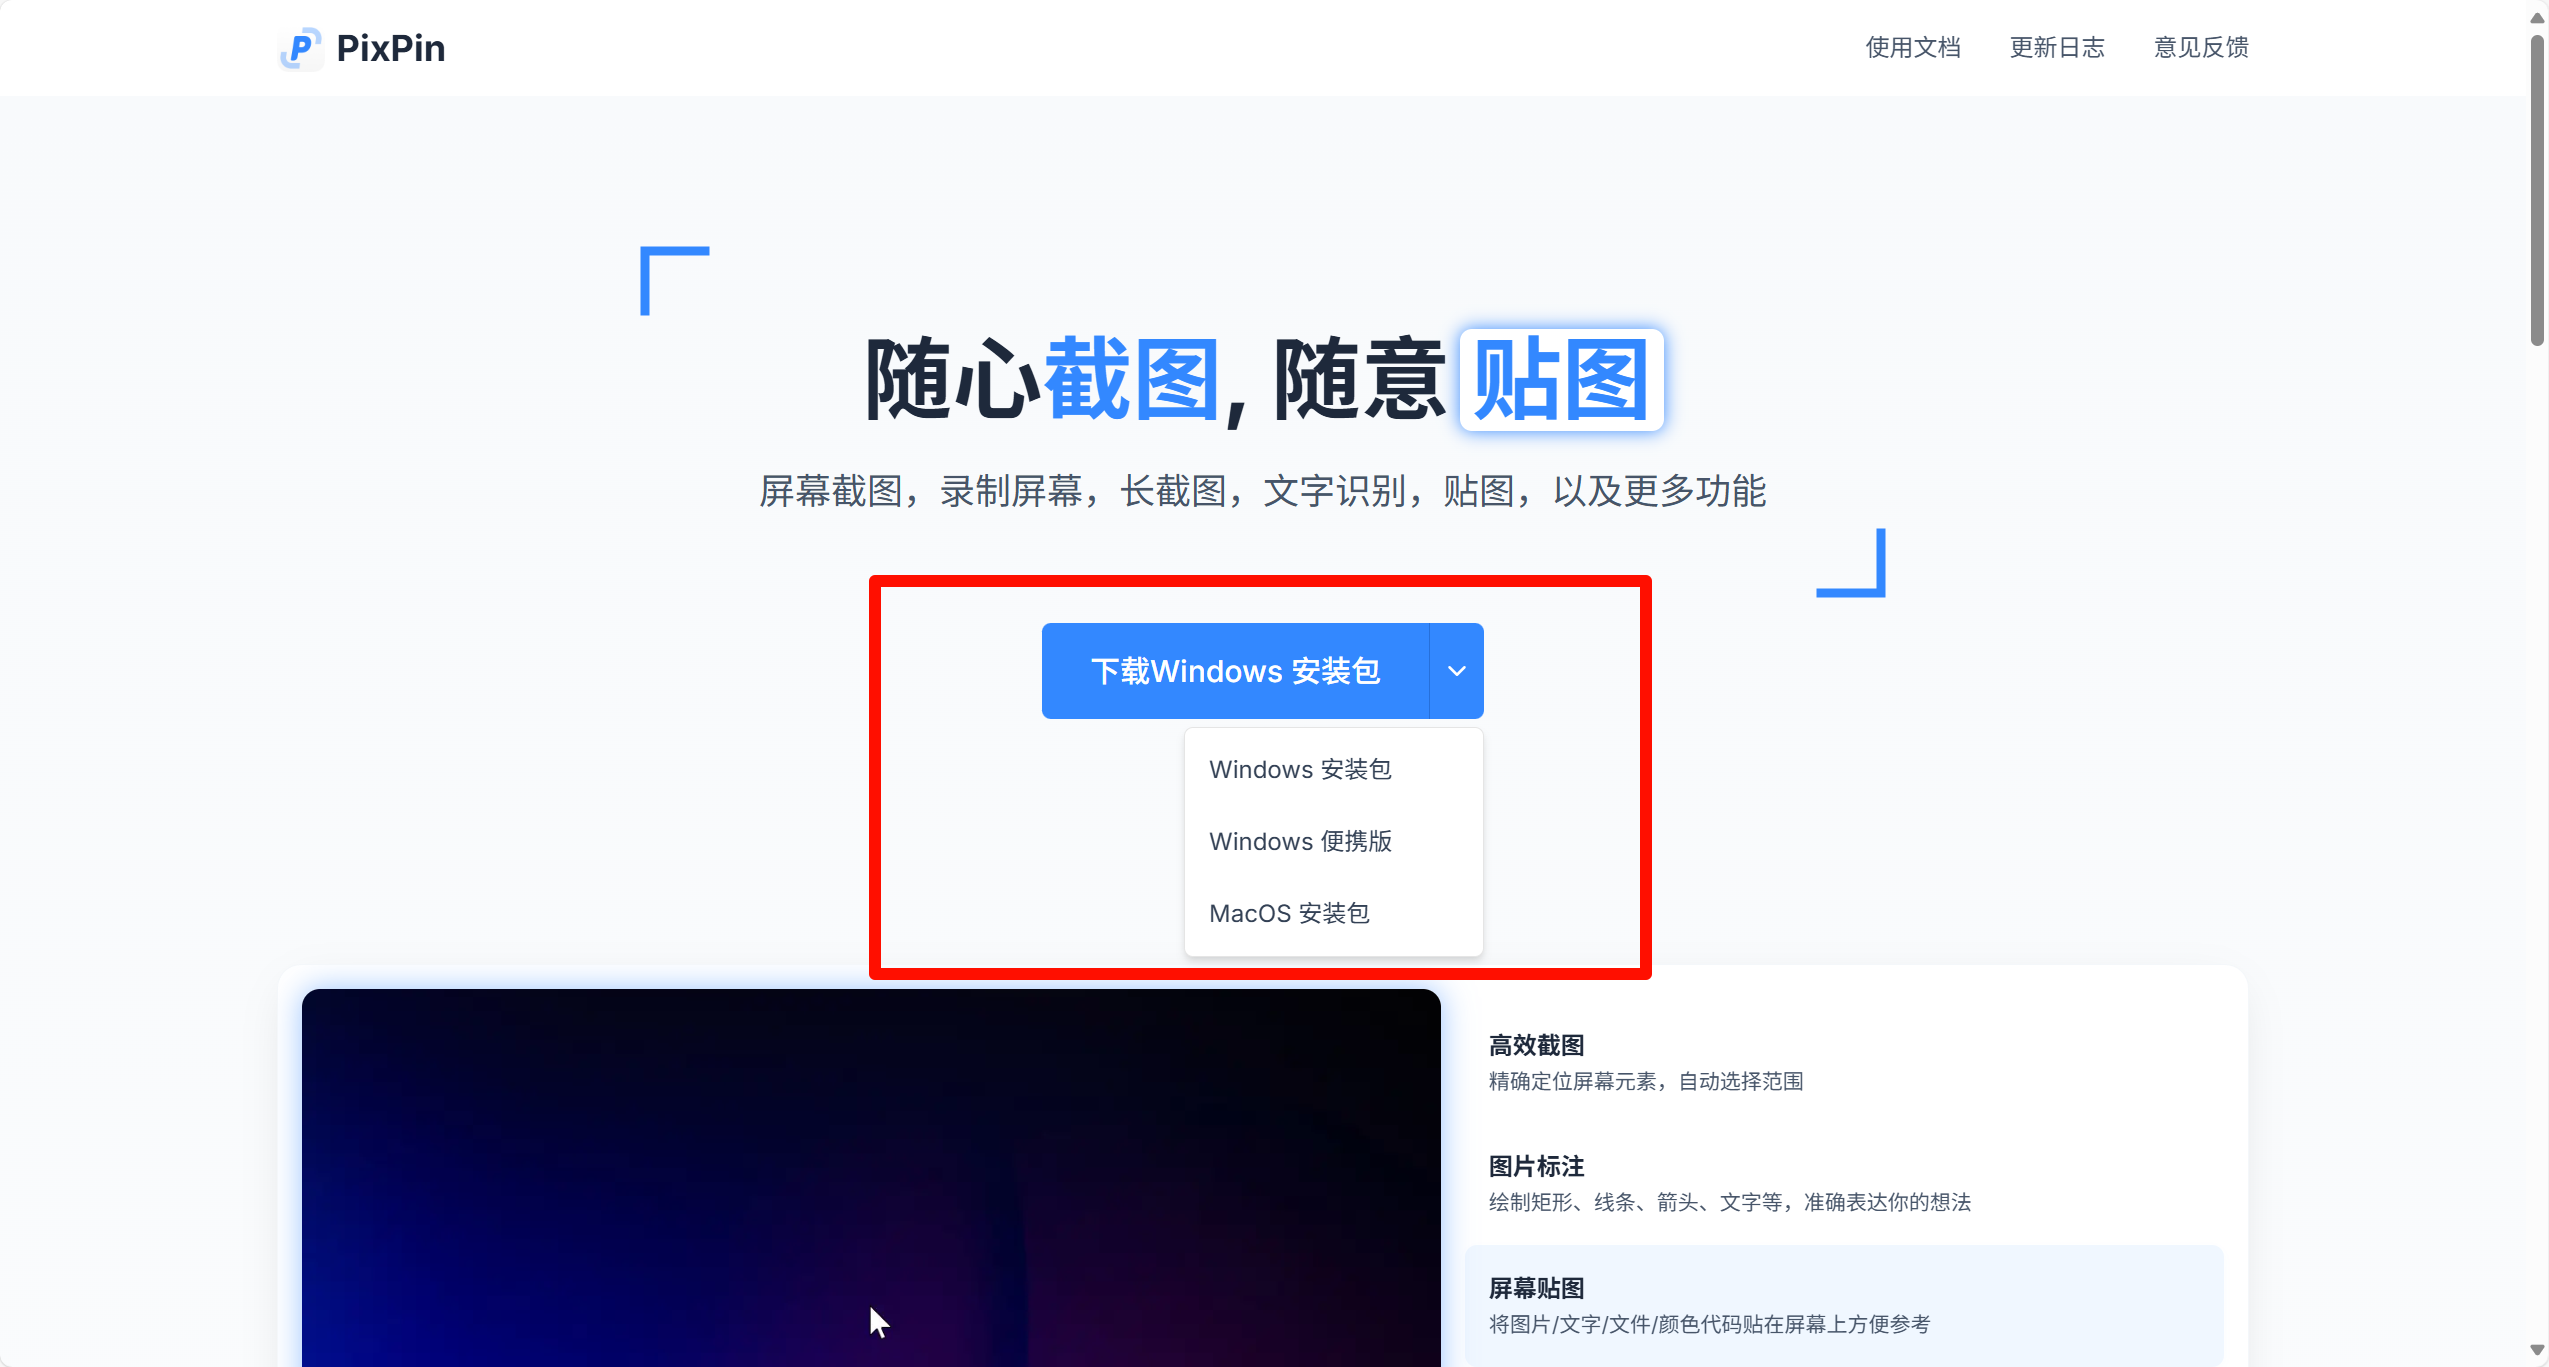 PixPin
使用文档 更新日志 意见反馈
随心截图, 随意 贴图
屏幕截图，录制屏幕，长截图，文字识别，贴图，以及更多功能
下载Windows 安装包
Windows 安装包
Windows 便携版
MacOS 安装包
高效截图
精确定位屏幕元素，自动选择范围
图片标注
绘制矩形、线条、箭头、文字等，准确表达你的想法
屏幕贴图
将图片/文字/文件/颜色代码贴在屏幕上方便参考